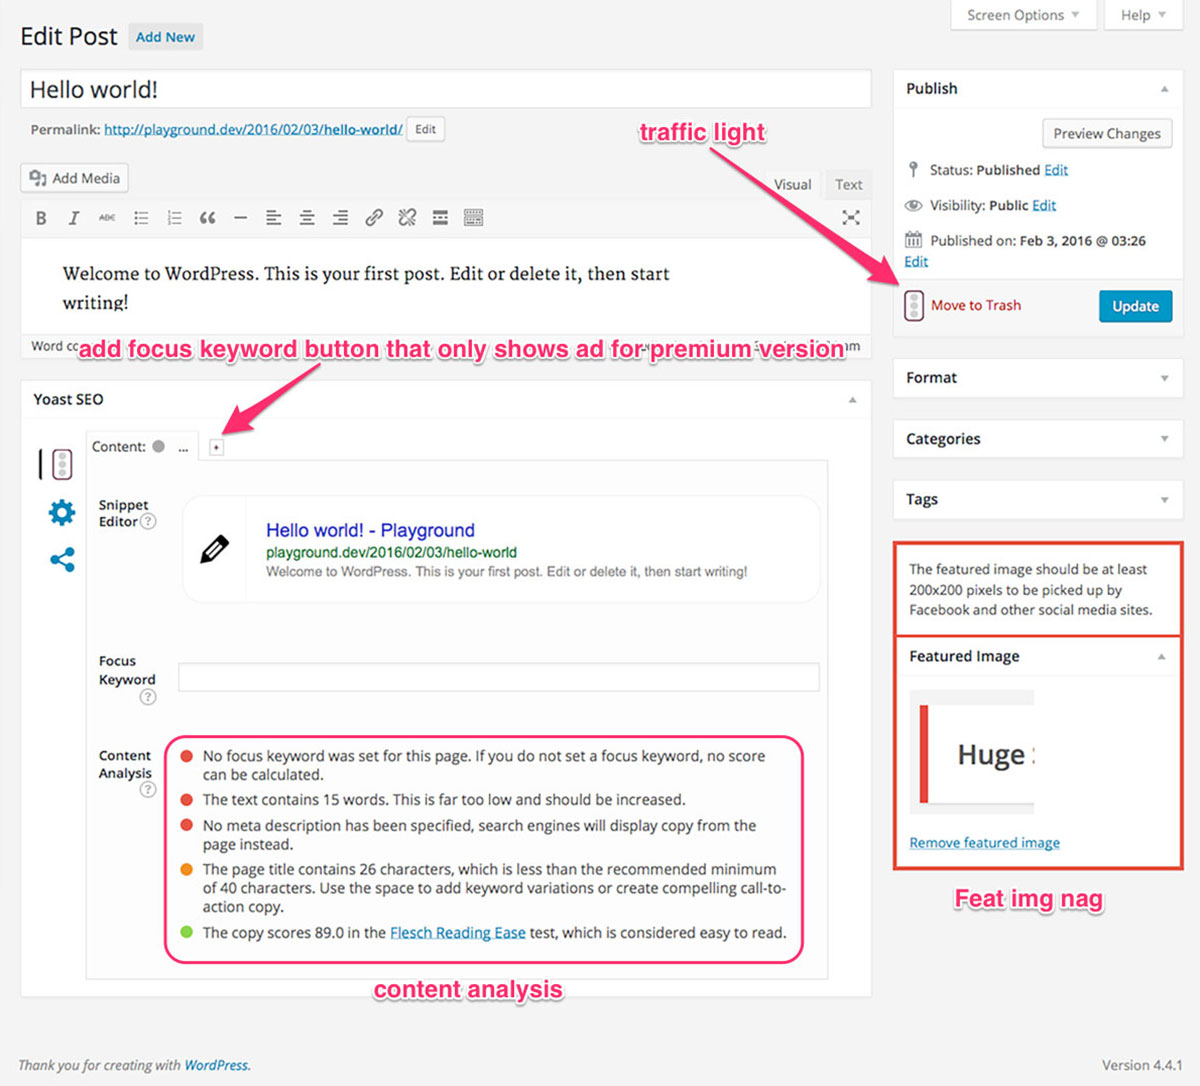 Screen Options
Help
Edit Post
Add New
Hello world!
Permalink: http://playground.dev/2016/02/03/hello-world/
Edit
Add Media
Visual
Text
B I ABC
Welcome to WordPress. This is your first post. Edit or delete it, then start
writing!
Word
add focus keyword button that only shows ad for premium version
traffic light
Publish
Preview Changes
Status: Published Edit
Visibility: Public Edit
Published on: Feb 3, 2016 @ 03:26
Edit
Move to Trash
Update
Format
Categories
Tags
Yoast SEO
Content: ...
+
Snippet
Editor ?
Hello world! - Playground
playground.dev/2016/02/03/hello-world
Welcome to WordPress. This is your first post. Edit or delete it, then start writing!
Focus
Keyword
?
Content
Analysis
?
No focus keyword was set for this page. If you do not set a focus keyword, no score
can be calculated.
The text contains 15 words. This is far too low and should be increased.
No meta description has been specified, search engines will display copy from the
page instead.
The page title contains 26 characters, which is less than the recommended minimum
of 40 characters. Use the space to add keyword variations or create compelling call-to-
action copy.
The copy scores 89.0 in the Flesch Reading Ease test, which is considered easy to read.
content analysis
The featured image should be at least
200x200 pixels to be picked up by
Facebook and other social media sites.
Featured Image
Huge
Remove featured image
Feat img nag
Thank you for creating with WordPress.
Version 4.4.1